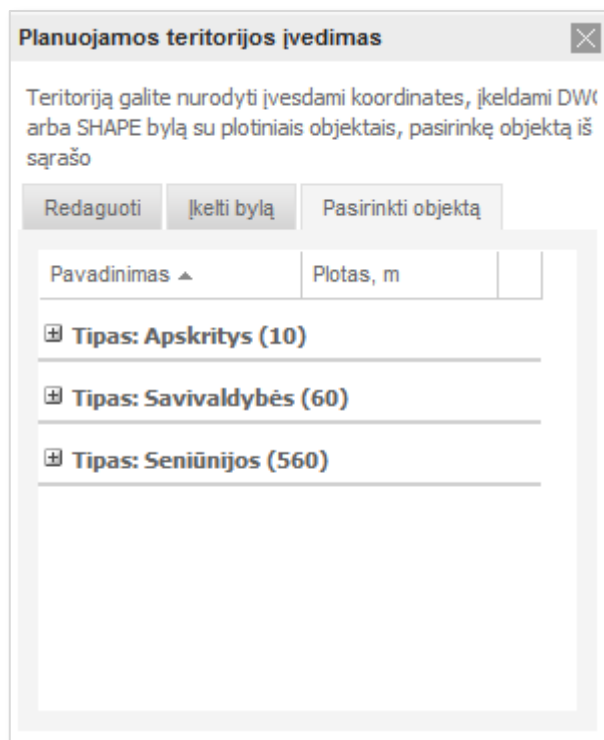 Planuojamos teritorijos įvedimas
Teritoriją galite nurodyti įvesdami koordinates, įkeldami DWG
arba SHAPE bylą su plotiniais objektais, pasirinkę objektą iš
sąrašo
Redaguoti Įkelti bylą Pasirinkti objektą
Pavadinimas Plotas, m
Tipas: Apskritys (10)
Tipas: Savivaldybės (60)
Tipas: Seniūnijos (560)